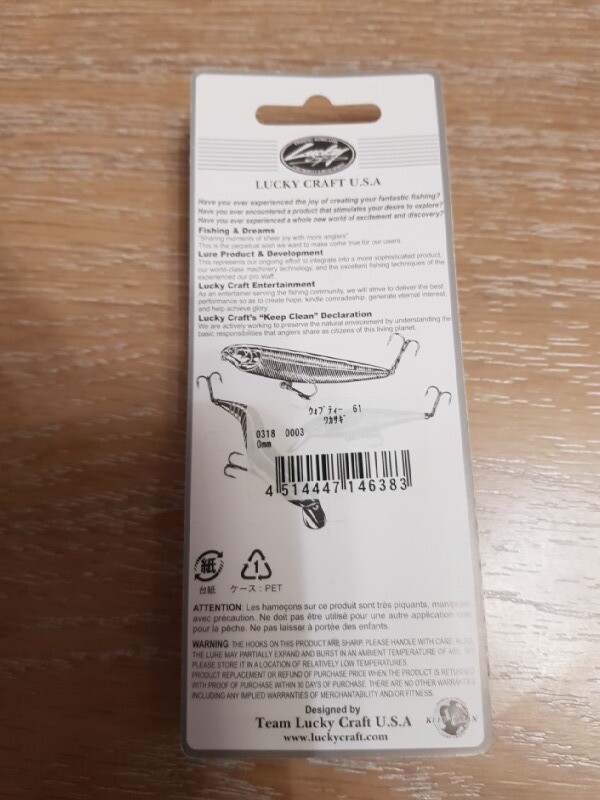 Lucky
LUCKY CRAFT U.S.A
Have you ever experienced the joy of creating your fantastic fishing?
Have you ever encountered a product that stimulates your desire to explore?
Have you ever experienced a whole new world of excitement and discovery?
Fishing & Dreams
"Sharing moments of sheer joy with more anglers"
This is the perpetual wish we want to make come true for our users.
Lure Product & Development
This represents our ongoing effort to integrate into a more sophisticated product,
our world-class machinery technology, and the excellent fishing techniques of the
experienced our pro staff.
Lucky Craft Entertainment
As an entertainer serving the fishing community, we will strive to deliver the best
performance so as to create hope, kindle comradeship, generate eternal interest,
and help achieve glory.
Lucky Craft's "Keep Clean" Declaration
We are actively working to preserve the natural environment by understanding the
basic responsibilities that anglers share as citizens of this living planet.
ｳｪﾌﾞﾃｨｰ 61
ﾜｶｻｷﾞ
0318 0003
0mm
4 514447 146383
紙 1
台紙 ケース：PET
ATTENTION: Les hameçons sur ce produit sont très piquants,
avec précaution. Ne doit pas être utilisé pour une autre application que
pour la pêche. Ne pas laisser à portée des enfants.
WARNING THE HOOKS ON THIS PRODUCT ARE SHARP. PLEASE HANDLE WITH CARE. ALSO,
THE LURE MAY PARTIALLY EXPAND AND BURST IN AN AMBIENT TEMPERATURE OF
PLEASE STORE IT IN A LOCATION OF RELATIVELY LOW TEMPERATURES.
PRODUCT REPLACEMENT OR REFUND OF PURCHASE PRICE WHEN THE PRODUCT IS RETURNED
WITH PROOF OF PURCHASE WITHIN 30 DAYS OF PURCHASE. THERE ARE NO OTHER WARRANTIES
INCLUDING ANY IMPLIED WARRANTIES OF MERCHANTABILITY AND/OR FITNESS.
Designed by
Team Lucky Craft U.S.A
www.luckycraft.com